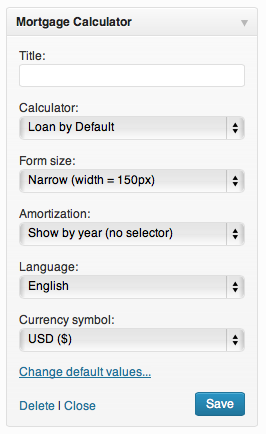 Mortgage Calculator
Title:
Calculator:
Loan by Default
Form size:
Narrow (width = 150px)
Amortization:
Show by year (no selector)
Language:
English
Currency symbol:
USD ($)
Change default values...
Delete | Close Save